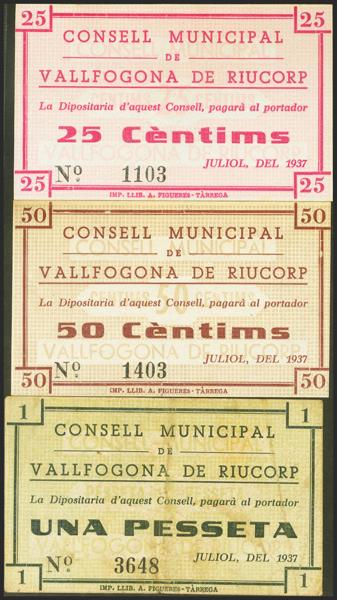 25 25
CONSELL MUNICIPAL
DE
VALLFOGONA DE RIUCORP
La Dipositaria d'aquest Consell, pagarà al portador
25 Cèntims
Nº 1103 JULIOL, DEL 1937
25 25
IMP. LLIB. A. FIGUERES - TÀRREGA
50 50
CONSELL MUNICIPAL
DE
VALLFOGONA DE RIUCORP
La Dipositaria d'aquest Consell, pagarà al portador
50 Cèntims
Nº 1403 JULIOL, DEL 1937
50 50
IMP. LLIB. A. FIGUERES - TÀRREGA
1 1
CONSELL MUNICIPAL
DE
VALLFOGONA DE RIUCORP
La Dipositaria d'aquest Consell, pagarà al portador
UNA PESSETA
Nº 3648 JULIOL, DEL 1937
1 1
IMP. LLIB. A. FIGUERES - TÀRREGA